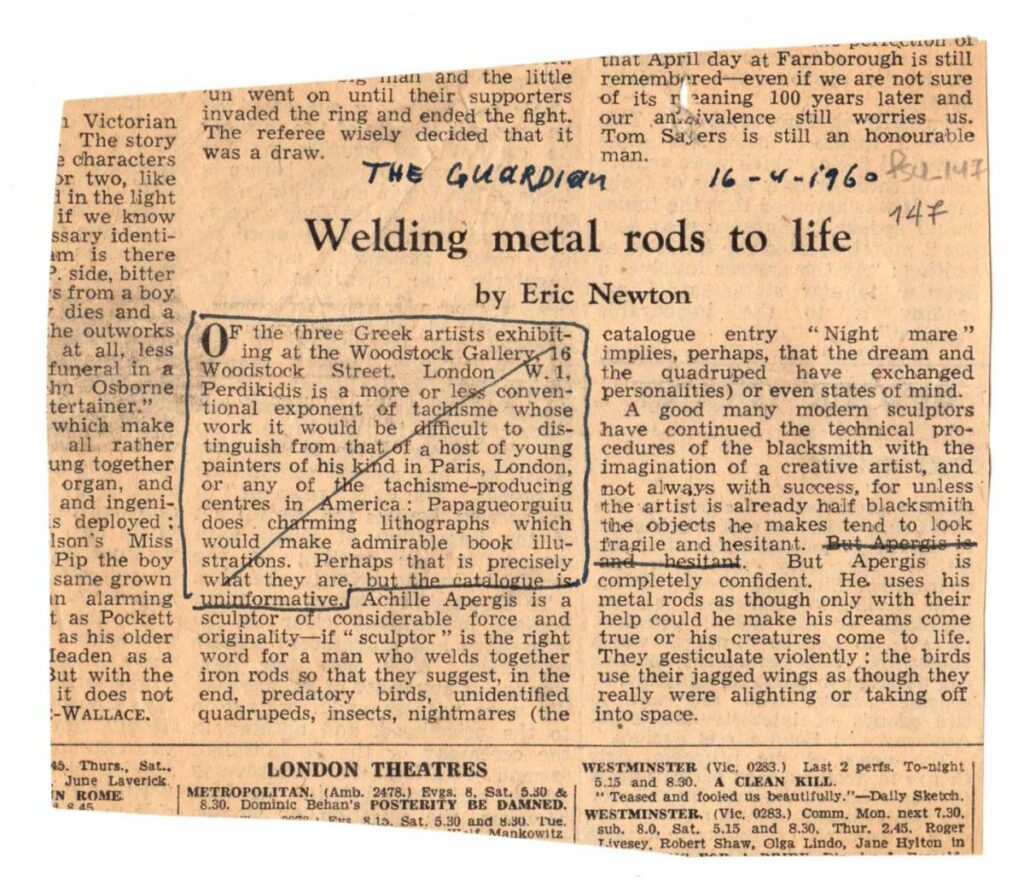 n Victorian
. The story
e characters
or two, like
d in the light
if we know
ssary identi-
am is there
P. side, bitter
s from a boy
dies and a
he outworks
at all, less
funeral in a
hn Osborne
tertainer."
which make
all rather
ung together
organ, and
and ingeni-
s deployed ;
lson's Miss
Pip the boy
same grown
n alarming
t as Pockett
as his older
Headen as a
But with the
it does not
-WALLACE.
big man and the little
'un went on until their supporters
invaded the ring and ended the fight.
The referee wisely decided that it
was a draw.
perfection of
that April day at Farnborough is still
remembered—even if we are not sure
of its meaning 100 years later and
our ambivalence still worries us.
Tom Sayers is still an honourable
man.
THE GUARDIAN 16-4-1960
147
147
Welding metal rods to life
by Eric Newton
OF the three Greek artists exhibit-
ing at the Woodstock Gallery, 16
Woodstock Street, London W.1,
Perdikidis is a more or less conven-
tional exponent of tachisme whose
work it would be difficult to dis-
tinguish from that of a host of young
painters of his kind in Paris, London,
or any of the tachisme-producing
centres in America : Papagueorguiu
does charming lithographs which
would make admirable book illu-
strations. Perhaps that is precisely
what they are, but the catalogue is
uninformative. Achille Apergis is a
sculptor of considerable force and
originality—if " sculptor " is the right
word for a man who welds together
iron rods so that they suggest, in the
end, predatory birds, unidentified
quadrupeds, insects, nightmares (the
catalogue entry " Night mare "
implies, perhaps, that the dream and
the quadruped have exchanged
personalities) or even states of mind.
A good many modern sculptors
have continued the technical pro-
cedures of the blacksmith with the
imagination of a creative artist, and
not always with success, for unless
the artist is already half blacksmith
the objects he makes tend to look
fragile and hesitant. But Apergis is
and hesitant. But Apergis is
completely confident. He uses his
metal rods as though only with their
help could he make his dreams come
true or his creatures come to life.
They gesticulate violently : the birds
use their jagged wings as though they
really were alighting or taking off
into space.
45. Thurs., Sat.,
June Laverick.
N ROME.
8.45
LONDON THEATRES
METROPOLITAN. (Amb. 2478.) Evgs. 8, Sat. 5.30 &
8.30. Dominic Behan's POSTERITY BE DAMNED.
Evs. 8.15. Sat. 5.30 and 8.30. Tue.
Wolf Mankowitz
WESTMINSTER (Vic. 0283.) Last 2 perfs. To-night
5.15 and 8.30. A CLEAN KILL.
" Teased and fooled us beautifully."—Daily Sketch.
WESTMINSTER. (Vic. 0283.) Comm. Mon. next 7.30,
sub. 8.0, Sat. 5.15 and 8.30, Thur. 2.45. Roger
Livesey, Robert Shaw, Olga Lindo, Jane Hylton in